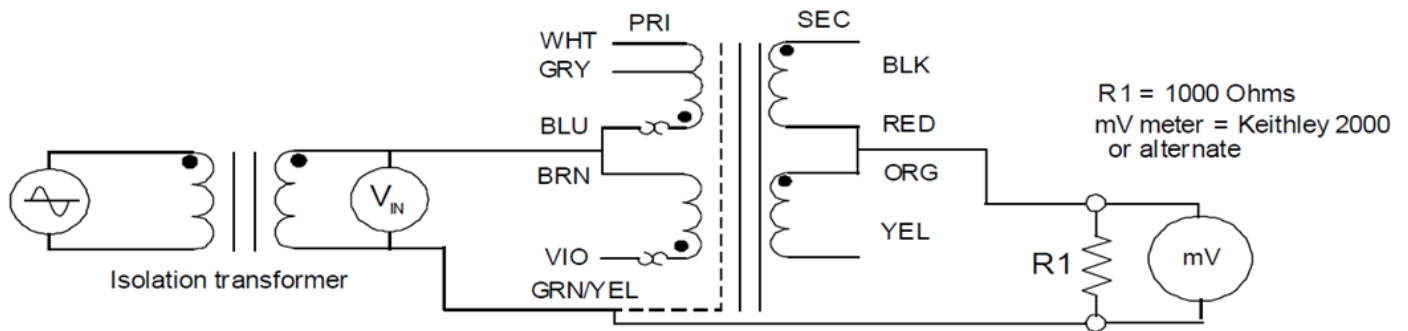 PRI
SEC
WHT
GRY
BLK
R1 = 1000 Ohms
mV meter = Keithley 2000
or alternate
BLU
RED
BRN
ORG
VIN
YEL
VIO
R1
mV
Isolation transformer
GRN/YEL